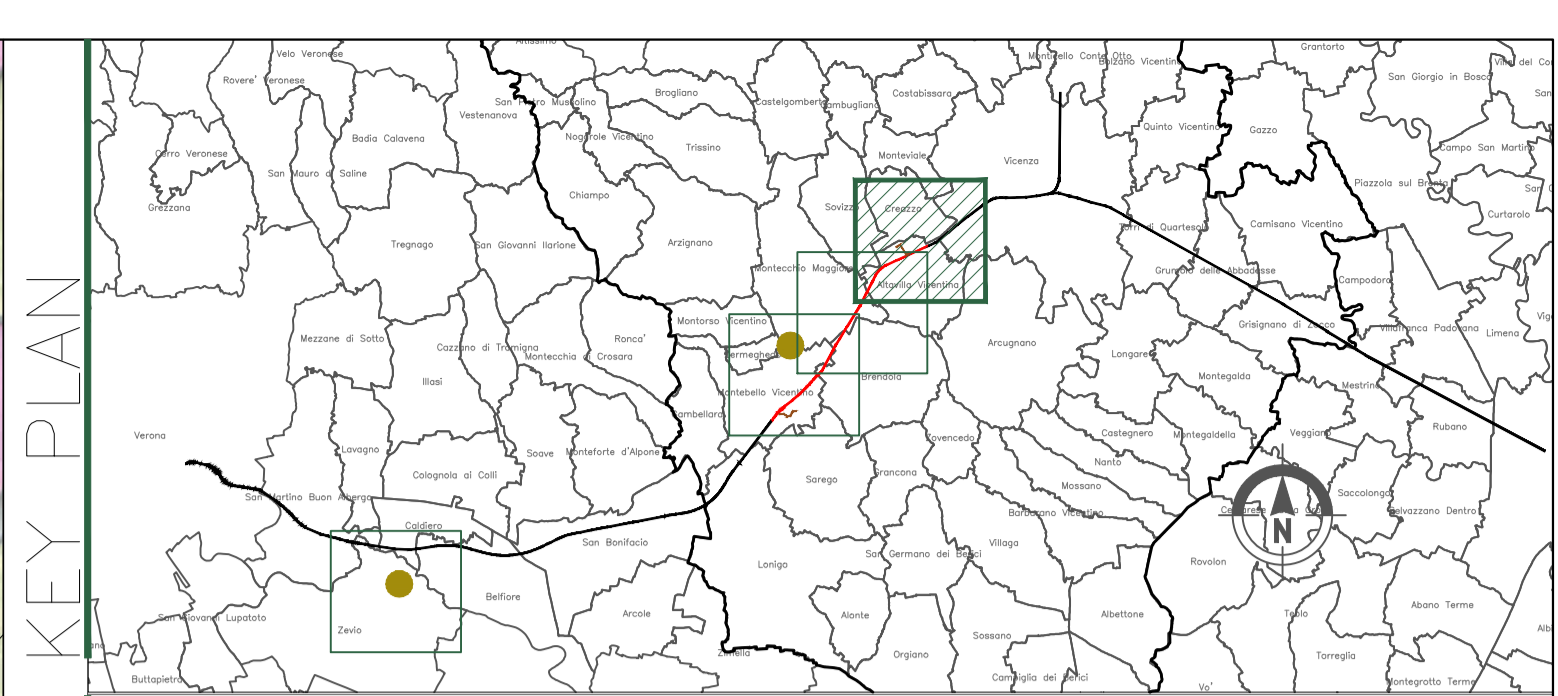 KEY PLAN
Velo Veronese
Altissimo
Monticello Conte Otto
Bolzano Vicentin
Grantorto
Rovere' Veronese
San Pietro Mussolino
Brogliano
Castelgomberto
Gambugliano
Costabissara
San Giorgio in Bosco
Vestenanova
Badia Calavena
Nogarole Vicentino
Trissino
Quinto Vicentino
Gazzo
Cerro Veronese
San Mauro di Saline
Monteviale
Vicenza
Campo San Martin
Grezzana
Chiampo
Sovizzo
Creazzo
Piazzola sul Brenta
Curtarolo
Tregnago
San Giovanni Ilarione
Arzignano
Torri di Quartesolo
Camisano Vicentino
Montecchio Maggiore
Altavilla Vicentina
Grumolo delle Abbadesse
Campodoro
Mezzane di Sotto
Cazzano di Tramigna
Montecchia di Crosara
Ronca'
Montorso Vicentino
Zermeghedo
Arcugnano
Longare
Grisignano di Zocco
Villafranca Padovana
Limena
Illasi
Montebello Vicentino
Brendola
Montegalda
Mestrino
Gambellara
Verona
Lavagno
Colognola ai Colli
Soave
Monteforte d'Alpone
Zovencedo
Castegnero
Montegaldella
Veggiano
Rubano
Nanto
Grancona
Sarego
Mossano
San Martino Buon Alberga
Saccolongo
Selvazzano Dentro
Caldiero
Barbarano Vicentino
San Bonifacio
San Germano dei Berici
Villaga
N
Lonigo
Rovolon
Belfiore
Arcole
Alante
Albettone
Teolo
Abano Terme
San Giovanni Lupatoto
Zevio
Sossano
Zimella
Orgiano
Torreglia
Buttapietra
Campiglia dei Berici
Vo'
Montegrotto Terme